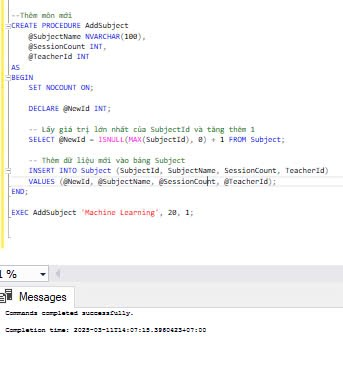 --Thêm môn mới
CREATE PROCEDURE AddSubject
@SubjectName NVARCHAR(100),
@SessionCount INT,
@TeacherId INT
AS
BEGIN
SET NOCOUNT ON;
DECLARE @NewId INT;
-- Lấy giá trị lớn nhất của SubjectId và tăng thêm 1
SELECT @NewId = ISNULL(MAX(SubjectId), 0) + 1 FROM Subject;
-- Thêm dữ liệu mới vào bảng Subject
INSERT INTO Subject (SubjectId, SubjectName, SessionCount, TeacherId)
VALUES (@NewId, @SubjectName, @SessionCount, @TeacherId);
END;
EXEC AddSubject 'Machine Learning', 20, 1;
1 %
Messages
Commands completed successfully.
Completion time: 2025-03-11T14:07:15.3960423+07:00